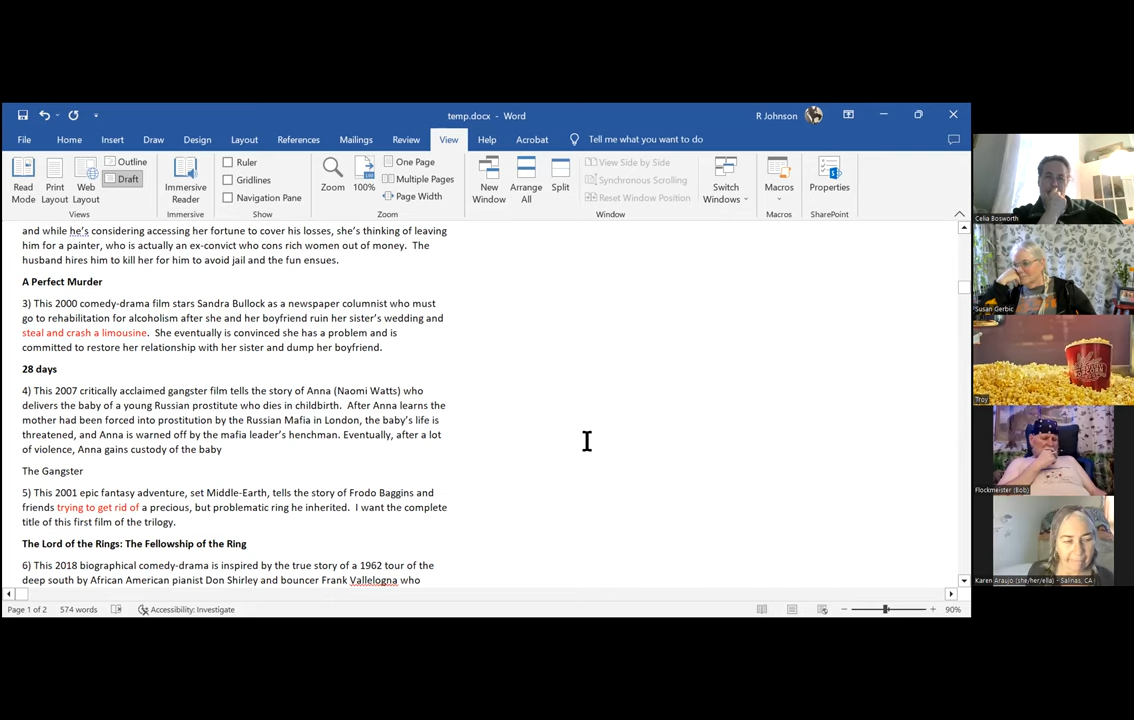 temp.docx - Word
R Johnson
File Home Insert Draw Design Layout References Mailings Review View Help Acrobat Tell me what you want to do
Read Mode
Print Layout
Web Layout
Outline
Draft
Views
Immersive Reader
Immersive
Ruler
Gridlines
Navigation Pane
Show
Zoom
100
100%
One Page
Multiple Pages
Page Width
Zoom
New Window
Arrange All
Split
View Side by Side
Synchronous Scrolling
Reset Window Position
Window
Switch Windows
Macros
Macros
Properties
SharePoint
and while he's considering accessing her fortune to cover his losses, she's thinking of leaving
him for a painter, who is actually an ex-convict who cons rich women out of money. The
husband hires him to kill her for him to avoid jail and the fun ensues.
A Perfect Murder
3) This 2000 comedy-drama film stars Sandra Bullock as a newspaper columnist who must
go to rehabilitation for alcoholism after she and her boyfriend ruin her sister's wedding and
steal and crash a limousine. She eventually is convinced she has a problem and is
committed to restore her relationship with her sister and dump her boyfriend.
28 days
4) This 2007 critically acclaimed gangster film tells the story of Anna (Naomi Watts) who
delivers the baby of a young Russian prostitute who dies in childbirth. After Anna learns the
mother had been forced into prostitution by the Russian Mafia in London, the baby's life is
threatened, and Anna is warned off by the mafia leader's henchman. Eventually, after a lot
of violence, Anna gains custody of the baby
The Gangster
5) This 2001 epic fantasy adventure, set Middle-Earth, tells the story of Frodo Baggins and
friends trying to get rid of a precious, but problematic ring he inherited. I want the complete
title of this first film of the trilogy.
The Lord of the Rings: The Fellowship of the Ring
6) This 2018 biographical comedy-drama is inspired by the true story of a 1962 tour of the
deep south by African American pianist Don Shirley and bouncer Frank Vallelogna who
Page 1 of 2 574 words Accessibility: Investigate 90%
Celia Bosworth
Susan Gerbic
Troy
Flockmeister (Bob)
Karen Araujo (she/her/ella) - Salinas, CA